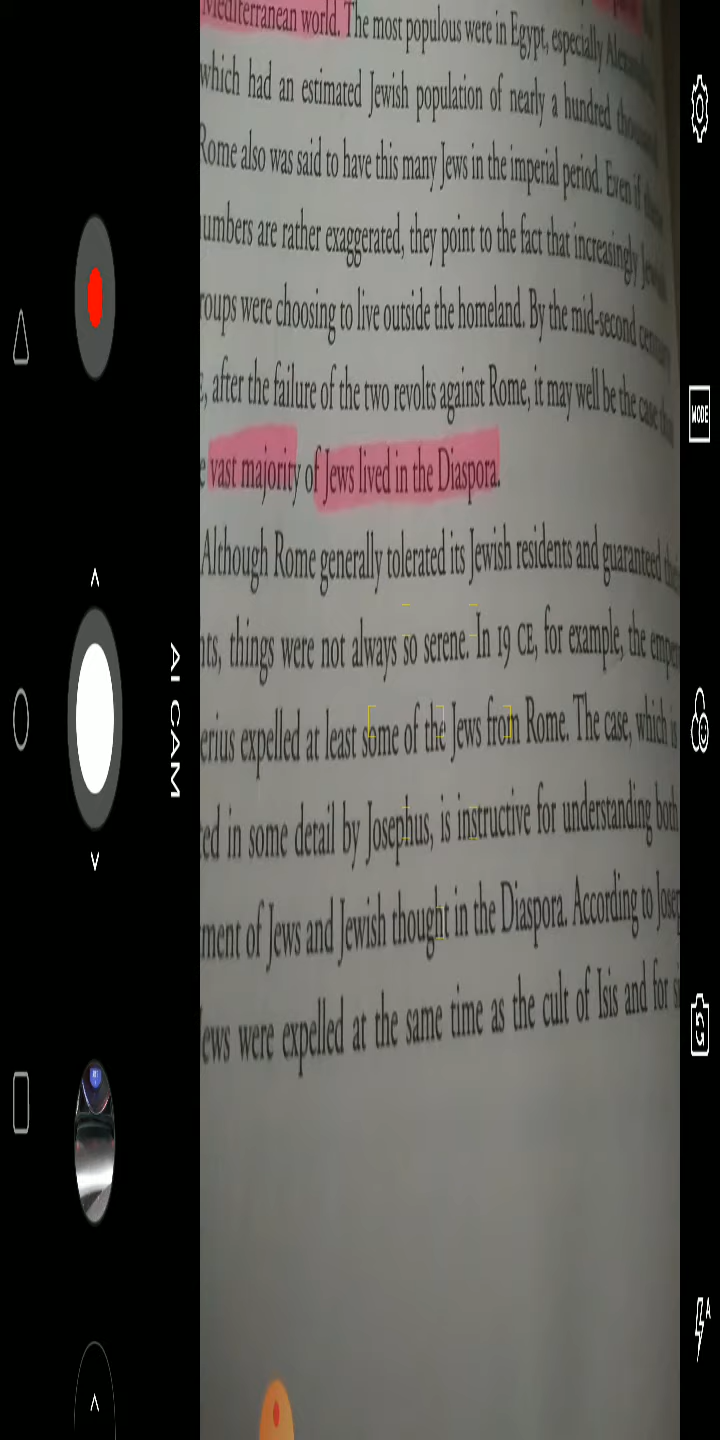 Mediterranean world. The most populous were in Egypt, especially
which had an estimated Jewish population of nearly a hundred
Rome also was said to have this many Jews in the imperial period. Even if
umbers are rather exaggerated, they point to the fact that increasingly
roups were choosing to live outside the homeland. By the mid-second
, after the failure of the two revolts against Rome, it may well be the case
e vast majority of Jews lived in the Diaspora.
Although Rome generally tolerated its Jewish residents and guaranteed
nts, things were not always so serene. In 19 CE, for example, the empe
erius expelled at least some of the Jews from Rome. The case, which is
ted in some detail by Josephus, is instructive for understanding both
ment of Jews and Jewish thought in the Diaspora. According to Josep
ews were expelled at the same time as the cult of Isis and for
AI CAM
MODE
A